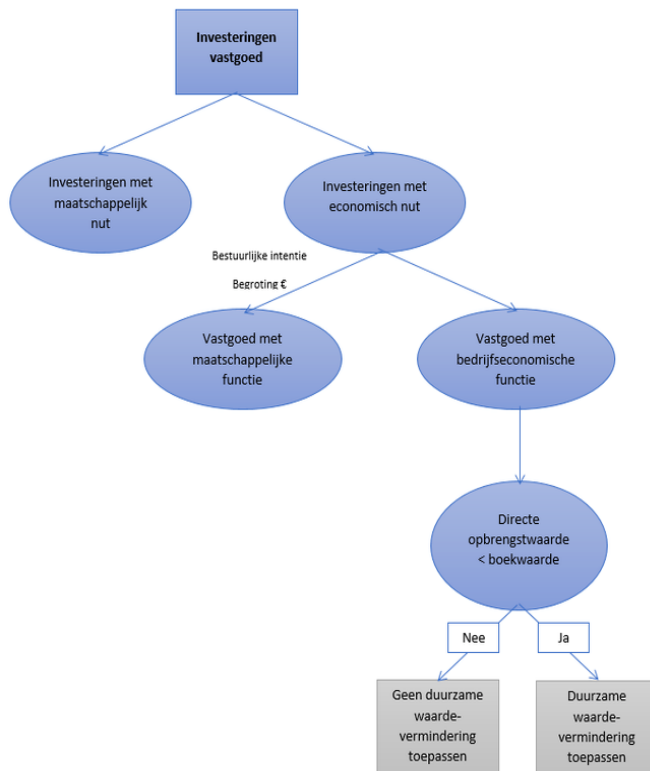 Investeringen
vastgoed
Investeringen met
maatschappelijk
nut
Investeringen met
economisch nut
Bestuurlijke intentie
Begroting €
Vastgoed met
maatschappelijke
functie
Vastgoed met
bedrijfseconomische
functie
Directe
opbrengstwaarde
< boekwaarde
Nee
Ja
Geen duurzame
waarde-
vermindering
toepassen
Duurzame
waarde-
vermindering
toepassen